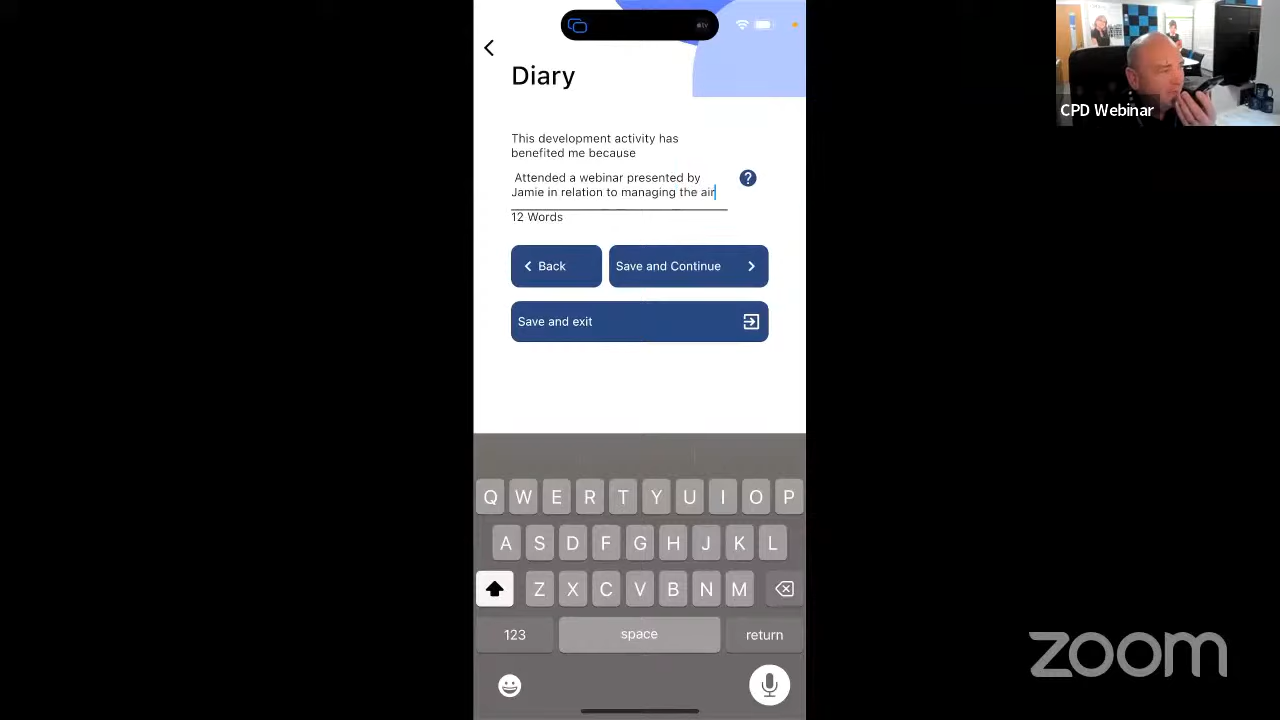 tv
Diary
This development activity has
benefited me because
Attended a webinar presented by
Jamie in relation to managing the air
?
12 Words
Back
Save and Continue
Save and exit
Q W E R T Y U I O P
A S D F G H J K L
Z X C V B N M
123
space
return
CPD Webinar
zoom